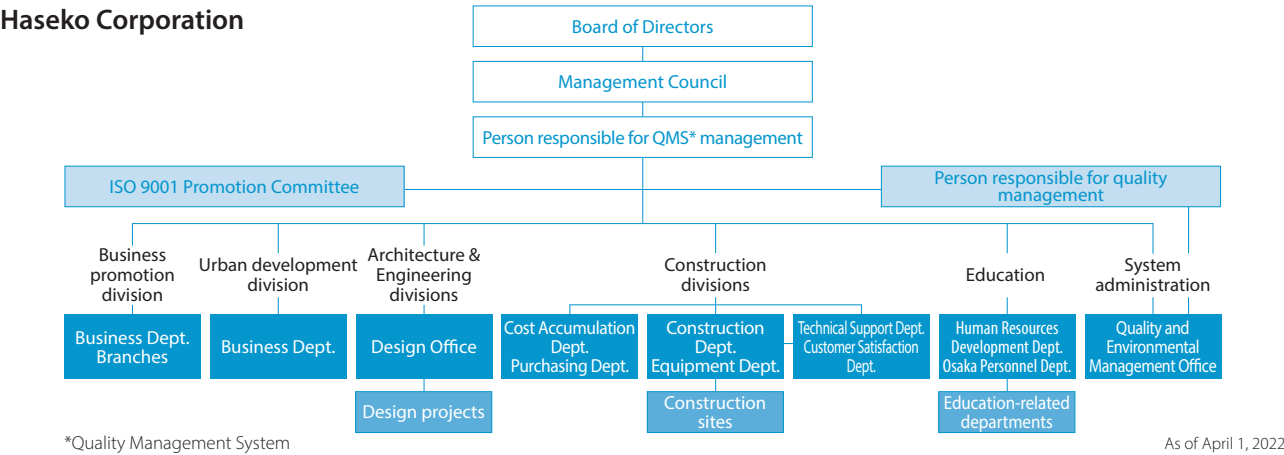 Haseko Corporation
Board of Directors
Management Council
Person responsible for QMS* management
ISO 9001 Promotion Committee
Person responsible for quality
management
Business
promotion
division
Urban development
division
Architecture &
Engineering
divisions
Construction
divisions
Education
System
administration
Business Dept.
Branches
Business Dept.
Design Office
Cost Accumulation
Dept.
Purchasing Dept.
Construction
Dept.
Equipment Dept.
Technical Support Dept.
Customer Satisfaction
Dept.
Human Resources
Development Dept.
Osaka Personnel Dept.
Quality and
Environmental
Management Office
Design projects
Construction
sites
Education-related
departments
*Quality Management System
As of April 1, 2022